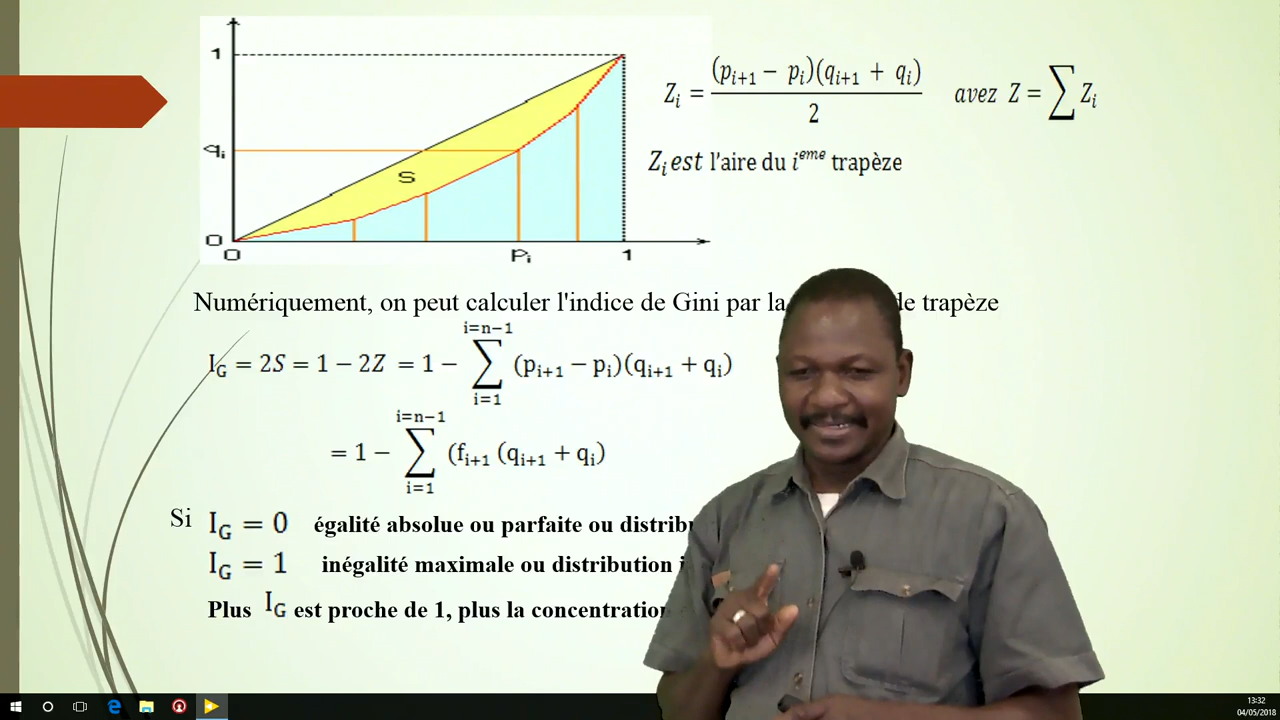 1
qi
S
0
0
pi
1
Zi = (pi+1 − pi)(qi+1 + qi) / 2 avez Z = ∑ Zi
Zi est l'aire du i^eme trapèze
Numériquement, on peut calculer l'indice de Gini par la de trapèze
IG = 2S = 1 − 2Z = 1 − ∑ i=1 i=n−1 (pi+1 − pi)(qi+1 + qi)
= 1 − ∑ i=1 i=n−1 (fi+1 (qi+1 + qi)
Si IG = 0 égalité absolue ou parfaite ou
IG = 1 inégalité maximale ou distribution
Plus IG est proche de 1, plus la concentration
13:32
04/05/2018